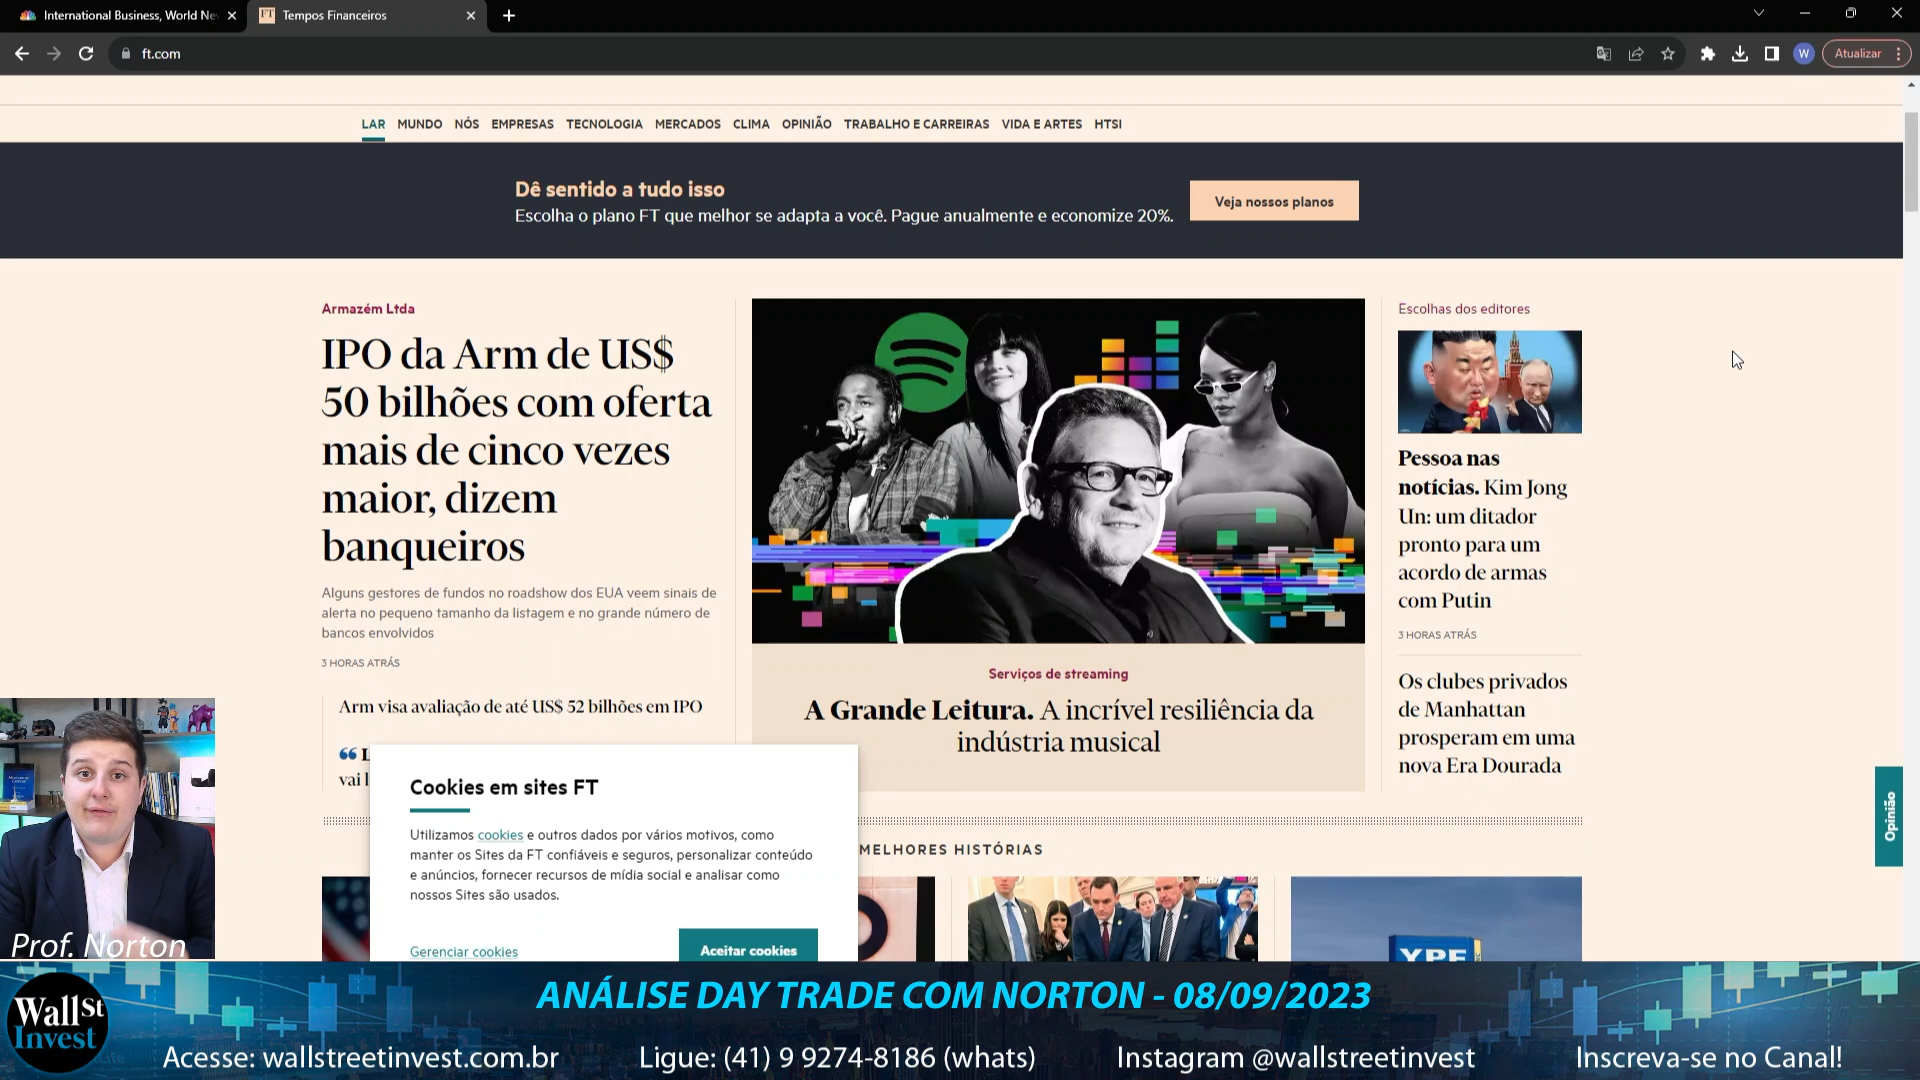 International Business, World Ne
Tempos Financeiros
ft.com
W
Atualizar
LAR MUNDO NÓS EMPRESAS TECNOLOGIA MERCADOS CLIMA OPINIÃO TRABALHO E CARREIRAS VIDA E ARTES HTSI
Dê sentido a tudo isso
Escolha o plano FT que melhor se adapta a você. Pague anualmente e economize 20%.
Veja nossos planos
Armazém Ltda
IPO da Arm de US$
50 bilhões com oferta
mais de cinco vezes
maior, dizem
banqueiros
Alguns gestores de fundos no roadshow dos EUA veem sinais de
alerta no pequeno tamanho da listagem e no grande número de
bancos envolvidos
3 HORAS ATRÁS
Arm visa avaliação de até US$ 52 bilhões em IPO
Serviços de streaming
A Grande Leitura. A incrível resiliência da
indústria musical
Escolhas dos editores
Pessoa nas
notícias. Kim Jong
Un: um ditador
pronto para um
acordo de armas
com Putin
3 HORAS ATRÁS
Os clubes privados
de Manhattan
prosperam em uma
nova Era Dourada
Opinião
vai
Cookies em sites FT
Utilizamos cookies e outros dados por vários motivos, como
manter os Sites da FT confiáveis e seguros, personalizar conteúdo
e anúncios, fornecer recursos de mídia social e analisar como
nossos Sites são usados.
Gerenciar cookies
Aceitar cookies
MELHORES HISTÓRIAS
YPF
Prof. Norton
Wall St
Invest
ANÁLISE DAY TRADE COM NORTON - 08/09/2023
Acesse: wallstreetinvest.com.br
Ligue: (41) 9 9274-8186 (whats)
Instagram @wallstreetinvest
Inscreva-se no Canal!